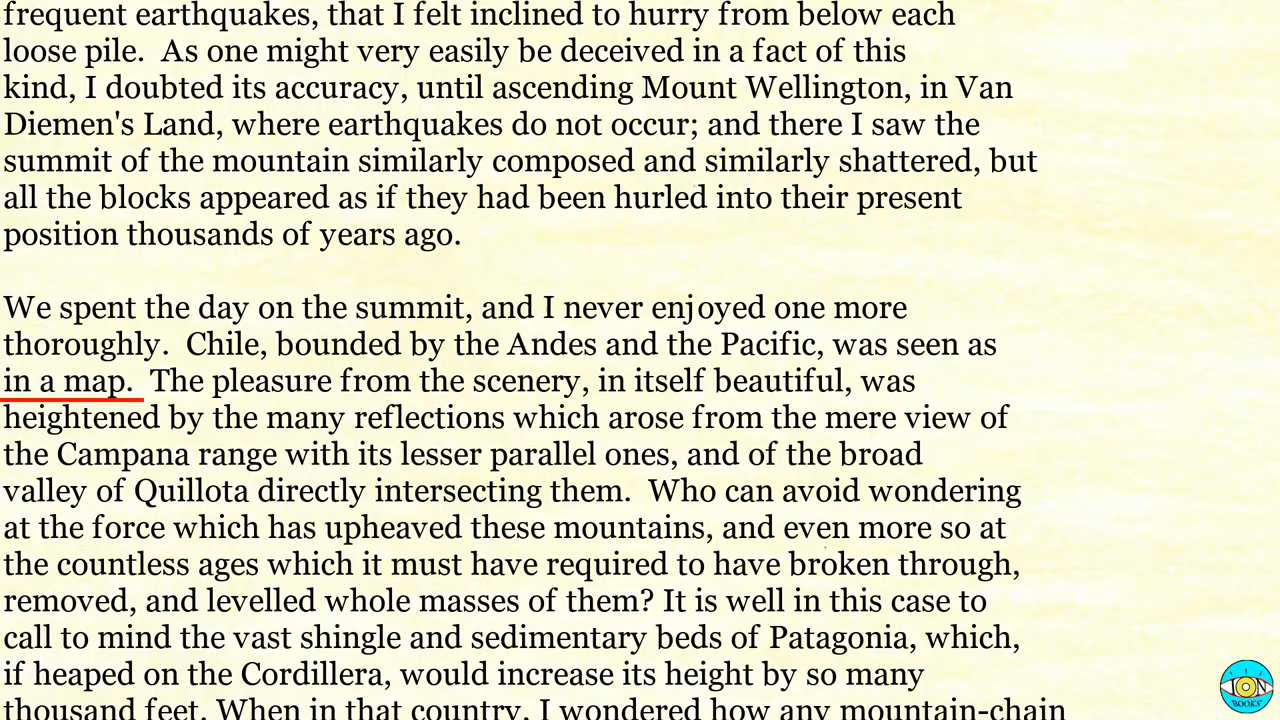 frequent earthquakes, that I felt inclined to hurry from below each
loose pile.  As one might very easily be deceived in a fact of this
kind, I doubted its accuracy, until ascending Mount Wellington, in Van
Diemen's Land, where earthquakes do not occur; and there I saw the
summit of the mountain similarly composed and similarly shattered, but
all the blocks appeared as if they had been hurled into their present
position thousands of years ago.

We spent the day on the summit, and I never enjoyed one more
thoroughly.  Chile, bounded by the Andes and the Pacific, was seen as
in a map.  The pleasure from the scenery, in itself beautiful, was
heightened by the many reflections which arose from the mere view of
the Campana range with its lesser parallel ones, and of the broad
valley of Quillota directly intersecting them.  Who can avoid wondering
at the force which has upheaved these mountains, and even more so at
the countless ages which it must have required to have broken through,
removed, and levelled whole masses of them? It is well in this case to
call to mind the vast shingle and sedimentary beds of Patagonia, which,
if heaped on the Cordillera, would increase its height by so many
thousand feet. When in that country, I wondered how any mountain-chain
ION
BOOKS